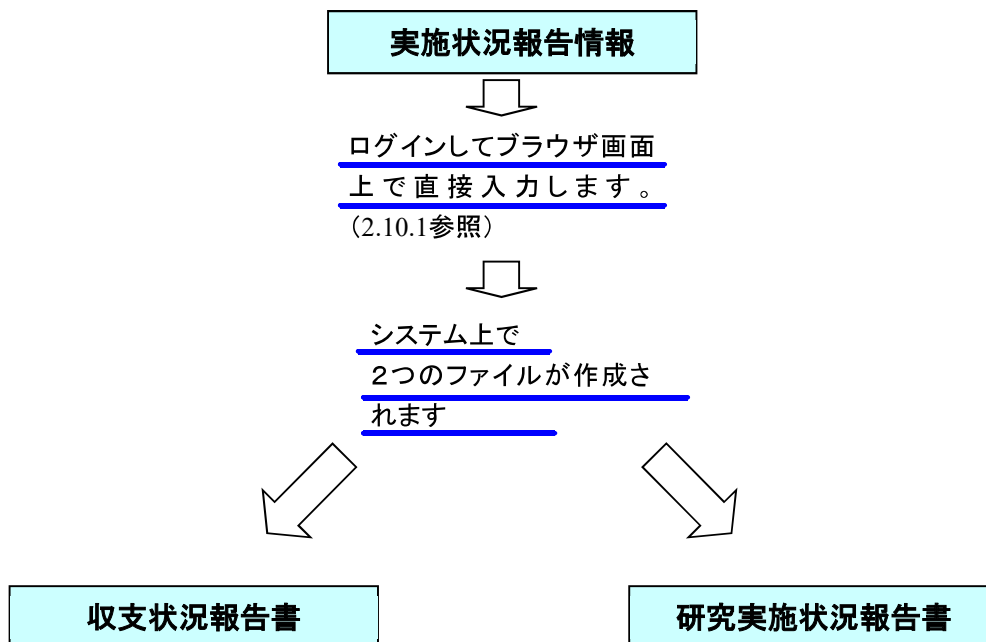 実施状況報告情報
ログインしてブラウザ画面
上で直接入力します。
（2.10.1参照）
システム上で
２つのファイルが作成さ
れます
収支状況報告書
研究実施状況報告書